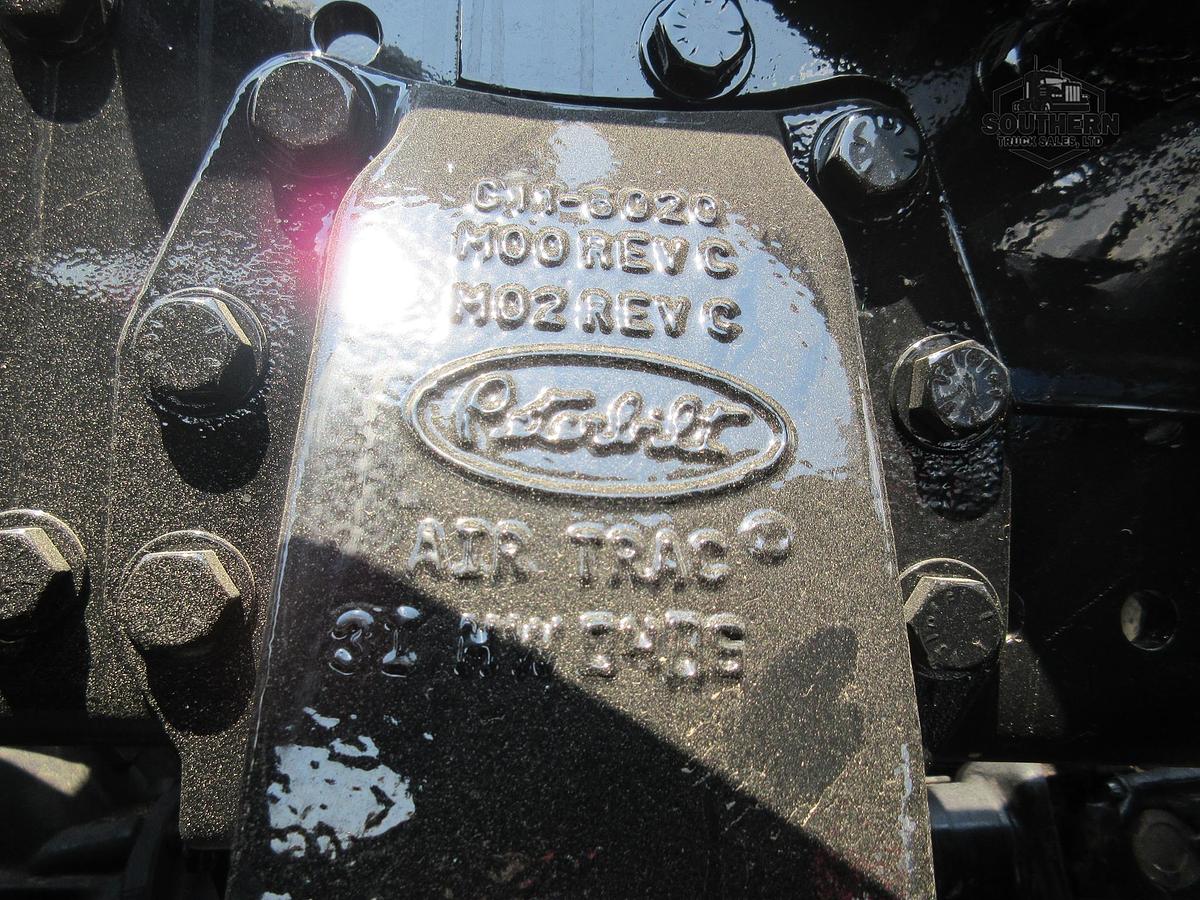 SOUTHERN
TRUCK SALES, LTD
C11-6020
M00 REV C
M02 REV C
Peterbilt
AIR TRAC